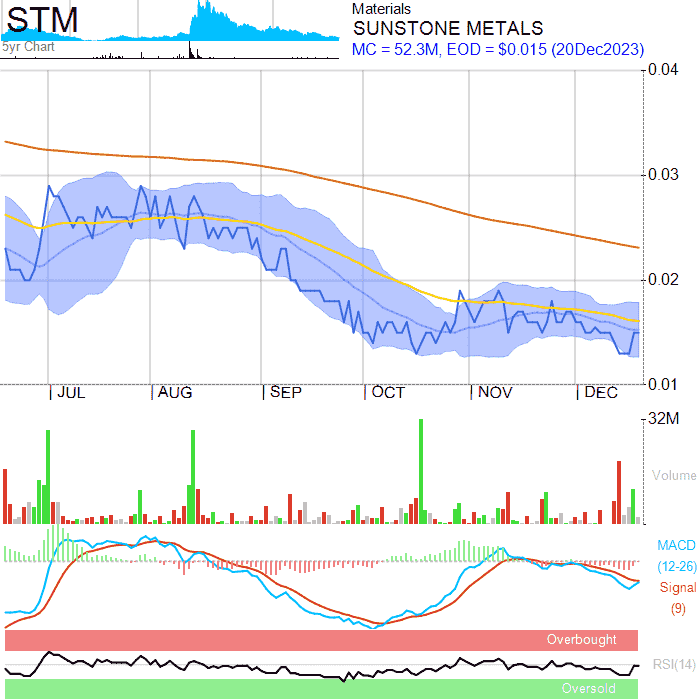 STM
5yr Chart
Materials
SUNSTONE METALS
MC = 52.3M, EOD = $0.015 (20Dec2023)
0.04
0.03
0.02
0.01
JUL
AUG
SEP
OCT
NOV
DEC
32M
Volume
MACD
(12-26)
Signal
(9)
Overbought
RSI(14)
Oversold